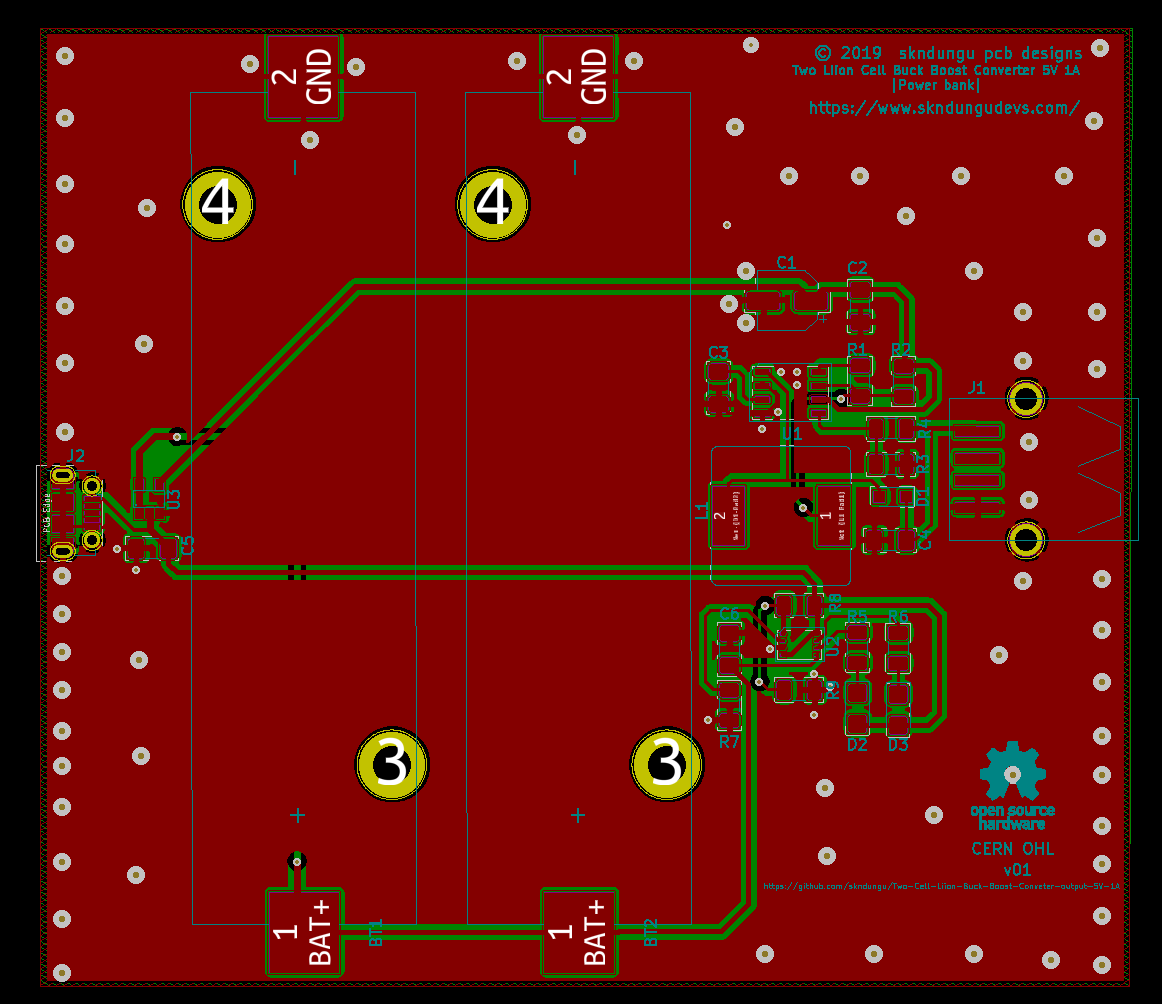 © 2019 skndungu pcb designs
Two LiIon Cell Buck Boost Converter 5V 1A
|Power bank|
https://www.skndungudevs.com/
2
GND
2
GND
4
4
C1
C2
C3
R1
R2
J1
U1
R4
R3
J2
U3
PCB Edge
D1
L1
2
1
C5
C4
R8
C6
R5
R6
U2
R9
R7
D2
D3
3
3
open source
hardware
CERN OHL
v01
https://github.com/skndungu/Two-Cell-LiIon-Buck-Boost-Conveter-output-5V-1A
1
BAT+
BT1
1
BAT+
BT2